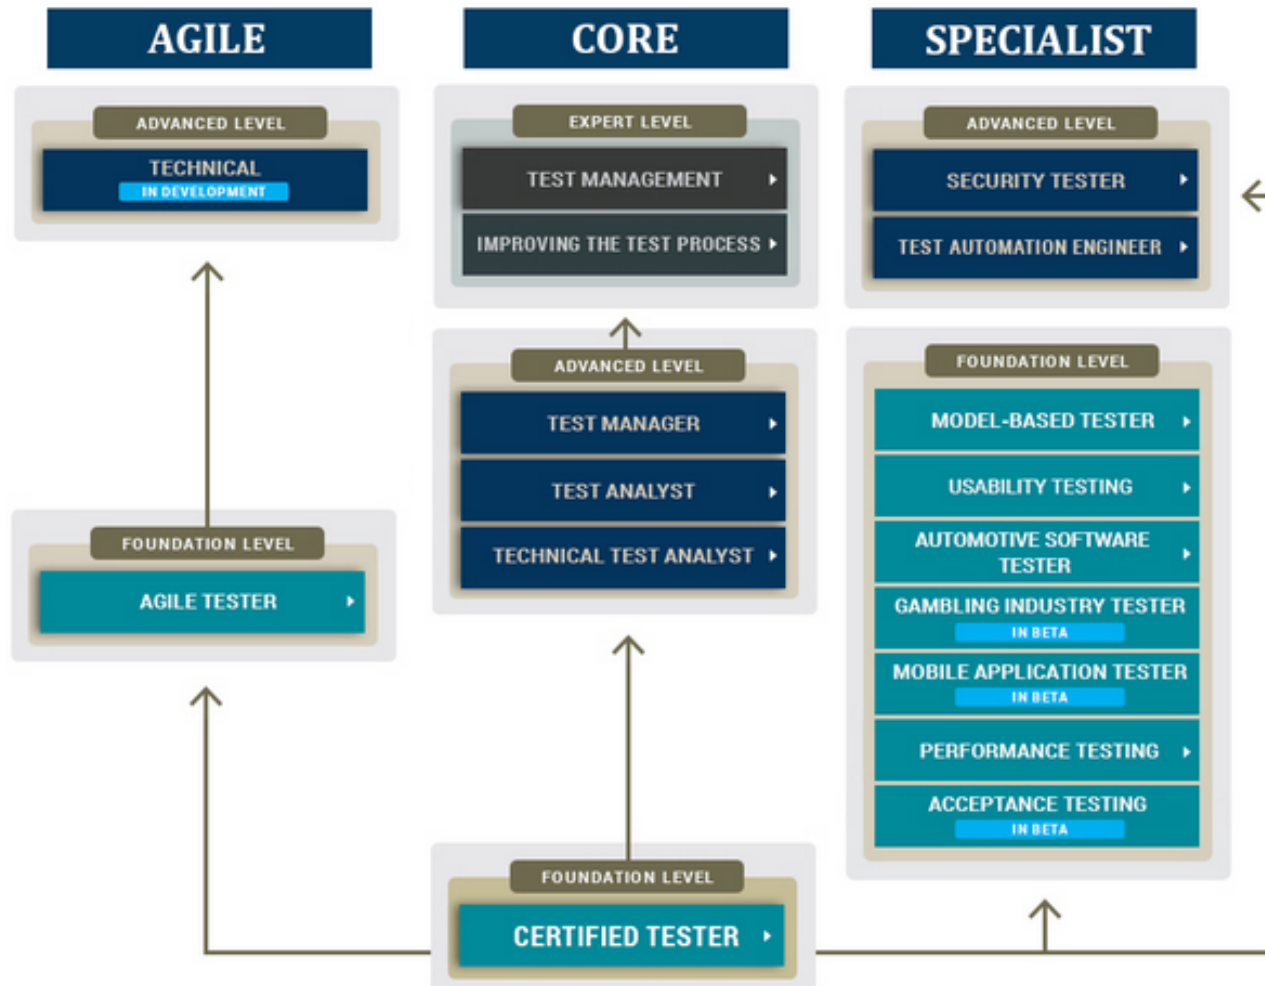 AGILE
ADVANCED LEVEL
TECHNICAL
IN DEVELOPMENT
FOUNDATION LEVEL
AGILE TESTER
CORE
EXPERT LEVEL
TEST MANAGEMENT
IMPROVING THE TEST PROCESS
ADVANCED LEVEL
TEST MANAGER
TEST ANALYST
TECHNICAL TEST ANALYST
FOUNDATION LEVEL
CERTIFIED TESTER
SPECIALIST
ADVANCED LEVEL
SECURITY TESTER
TEST AUTOMATION ENGINEER
FOUNDATION LEVEL
MODEL-BASED TESTER
USABILITY TESTING
AUTOMOTIVE SOFTWARE
TESTER
GAMBLING INDUSTRY TESTER
IN BETA
MOBILE APPLICATION TESTER
IN BETA
PERFORMANCE TESTING
ACCEPTANCE TESTING
IN BETA